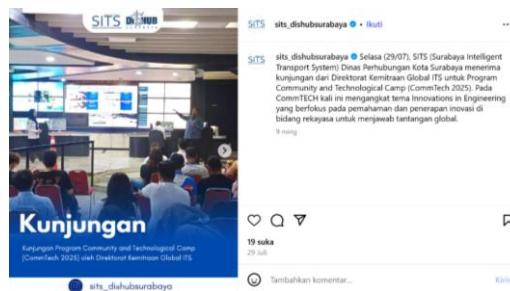 SITS DISHUB
SURABAYA
Kunjungan
Kunjungan Program Community and Technological Camp
(CommTech 2025) oleh Direktorat Kemitraan Global ITS
sits_dishubsurabaya
SITS sits_dishubsurabaya • Ikuti
SITS sits_dishubsurabaya Selasa (29/07), SITS (Surabaya Intelligent
Transport System) Dinas Perhubungan Kota Surabaya menerima
kunjungan dari Direktorat Kemitraan Global ITS untuk Program
Community and Technological Camp (CommTech 2025). Pada
CommTECH kali ini mengangkat tema Innovations in Engineering
yang berfokus pada pemahaman dan penerapan inovasi di
bidang rekayasa untuk menjawab tantangan global.
9 mng
19 suka
29 Juli
Tambahkan komentar...
Kirim